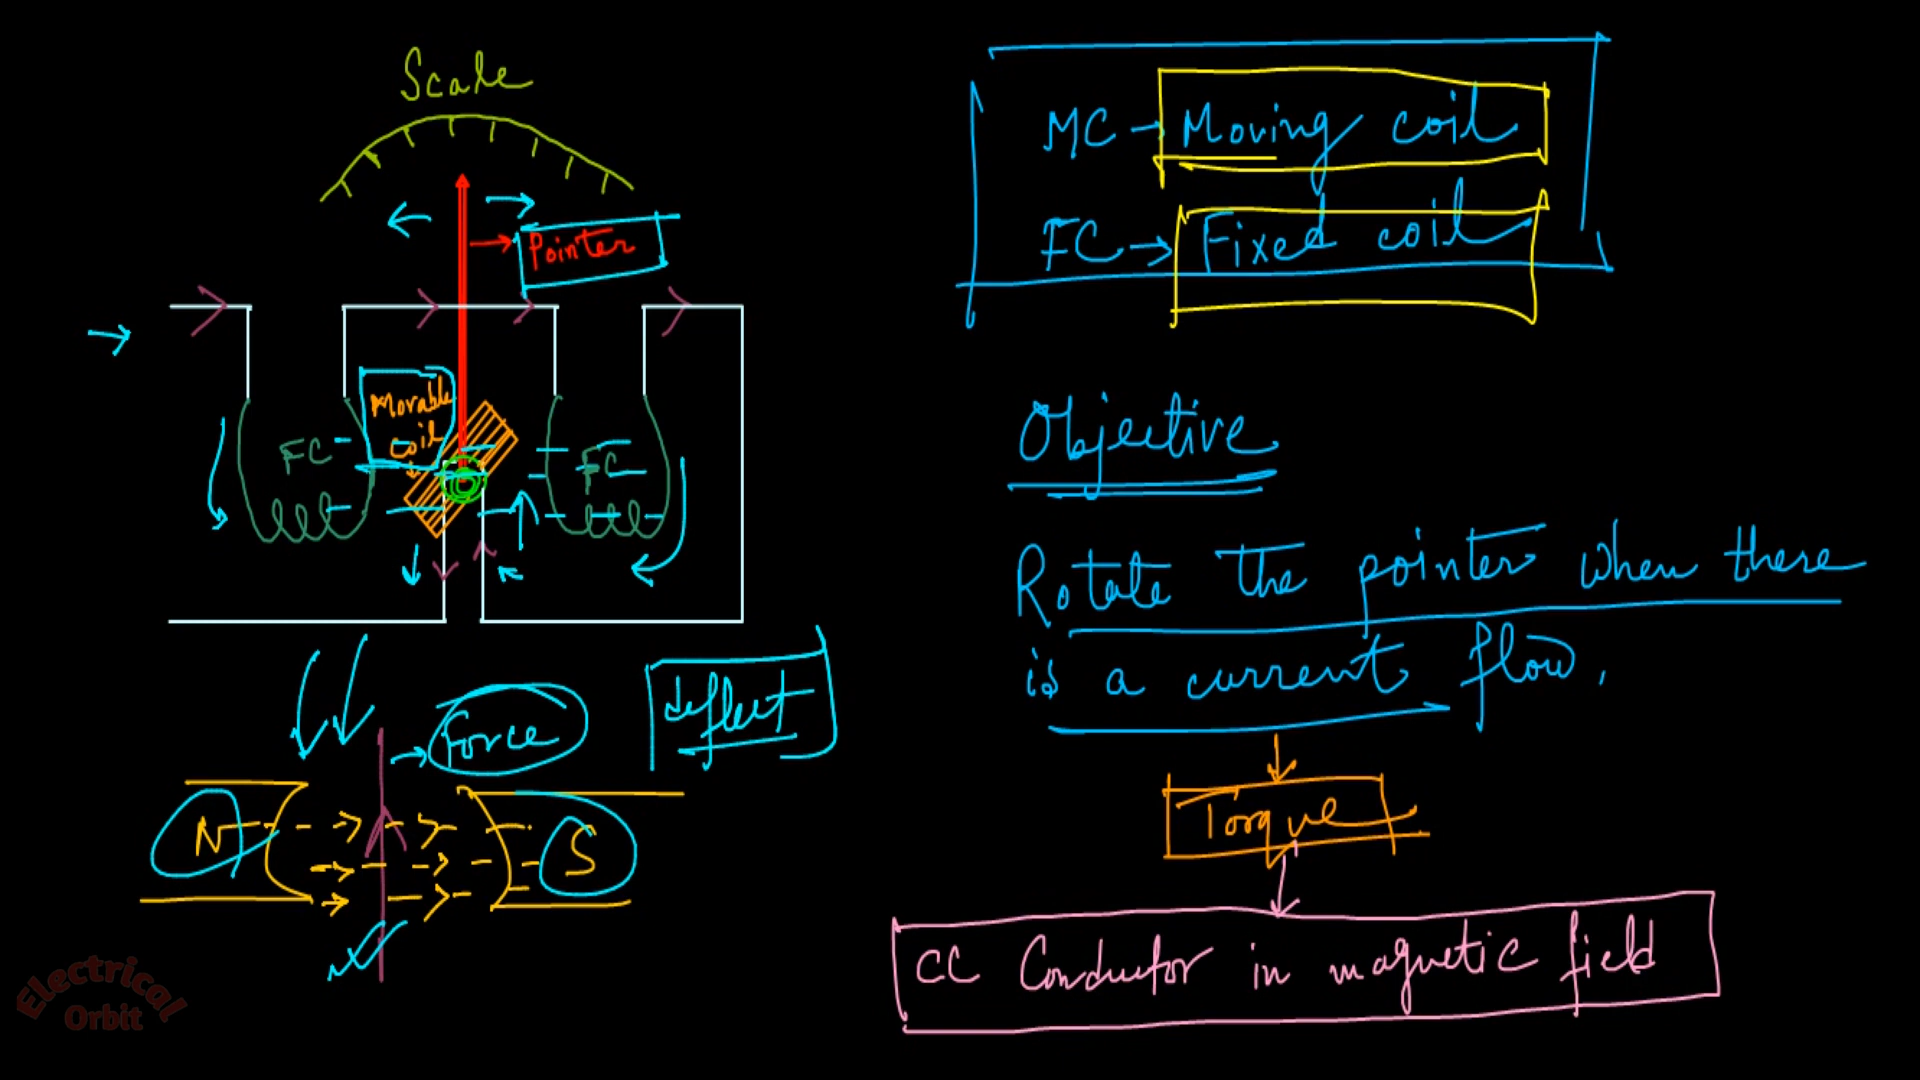 Scale
Pointer
Movable
coil
FC
FC
Force
deflect
N
S
MC → Moving coil
FC → Fixed coil
Objective
Rotate the pointer when there
is a current flow.
Torque
CC Conductor in magnetic field
Electrical
Orbit